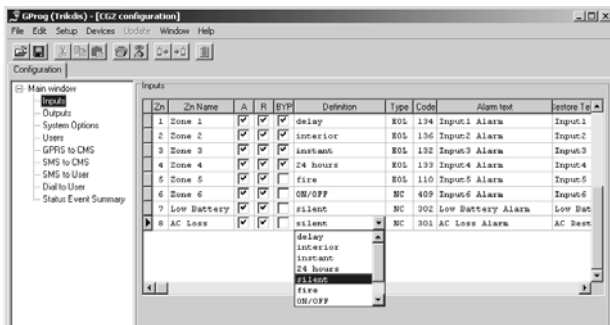 GProg (Trikdis) - [CG2 configuration]
File Edit Setup Devices Update Window Help
Configuration
Main window
Inputs
Outputs
System Options
Users
GPRS to CMS
SMS to CMS
SMS to User
Dial to User
Status Event Summary
Inputs
Zn Zn Name A R BYP Definition Type Code Alarm text Restore Te
1 Zone 1 delay EOL 134 Input1 Alarm Input1
2 Zone 2 interior EOL 136 Input2 Alarm Input2
3 Zone 3 instant EOL 132 Input3 Alarm Input3
4 Zone 4 24 hours EOL 133 Input4 Alarm Input4
5 Zone 5 fire EOL 110 Input5 Alarm Input5
6 Zone 6 ON/OFF NC 409 Input6 Alarm Input6
7 Low Battery silent NC 302 Low Battery Alarm Low Bat
8 AC Loss silent NC 301 AC Loss Alarm AC Rest
delay
interior
instant
24 hours
silent
fire
ON/OFF